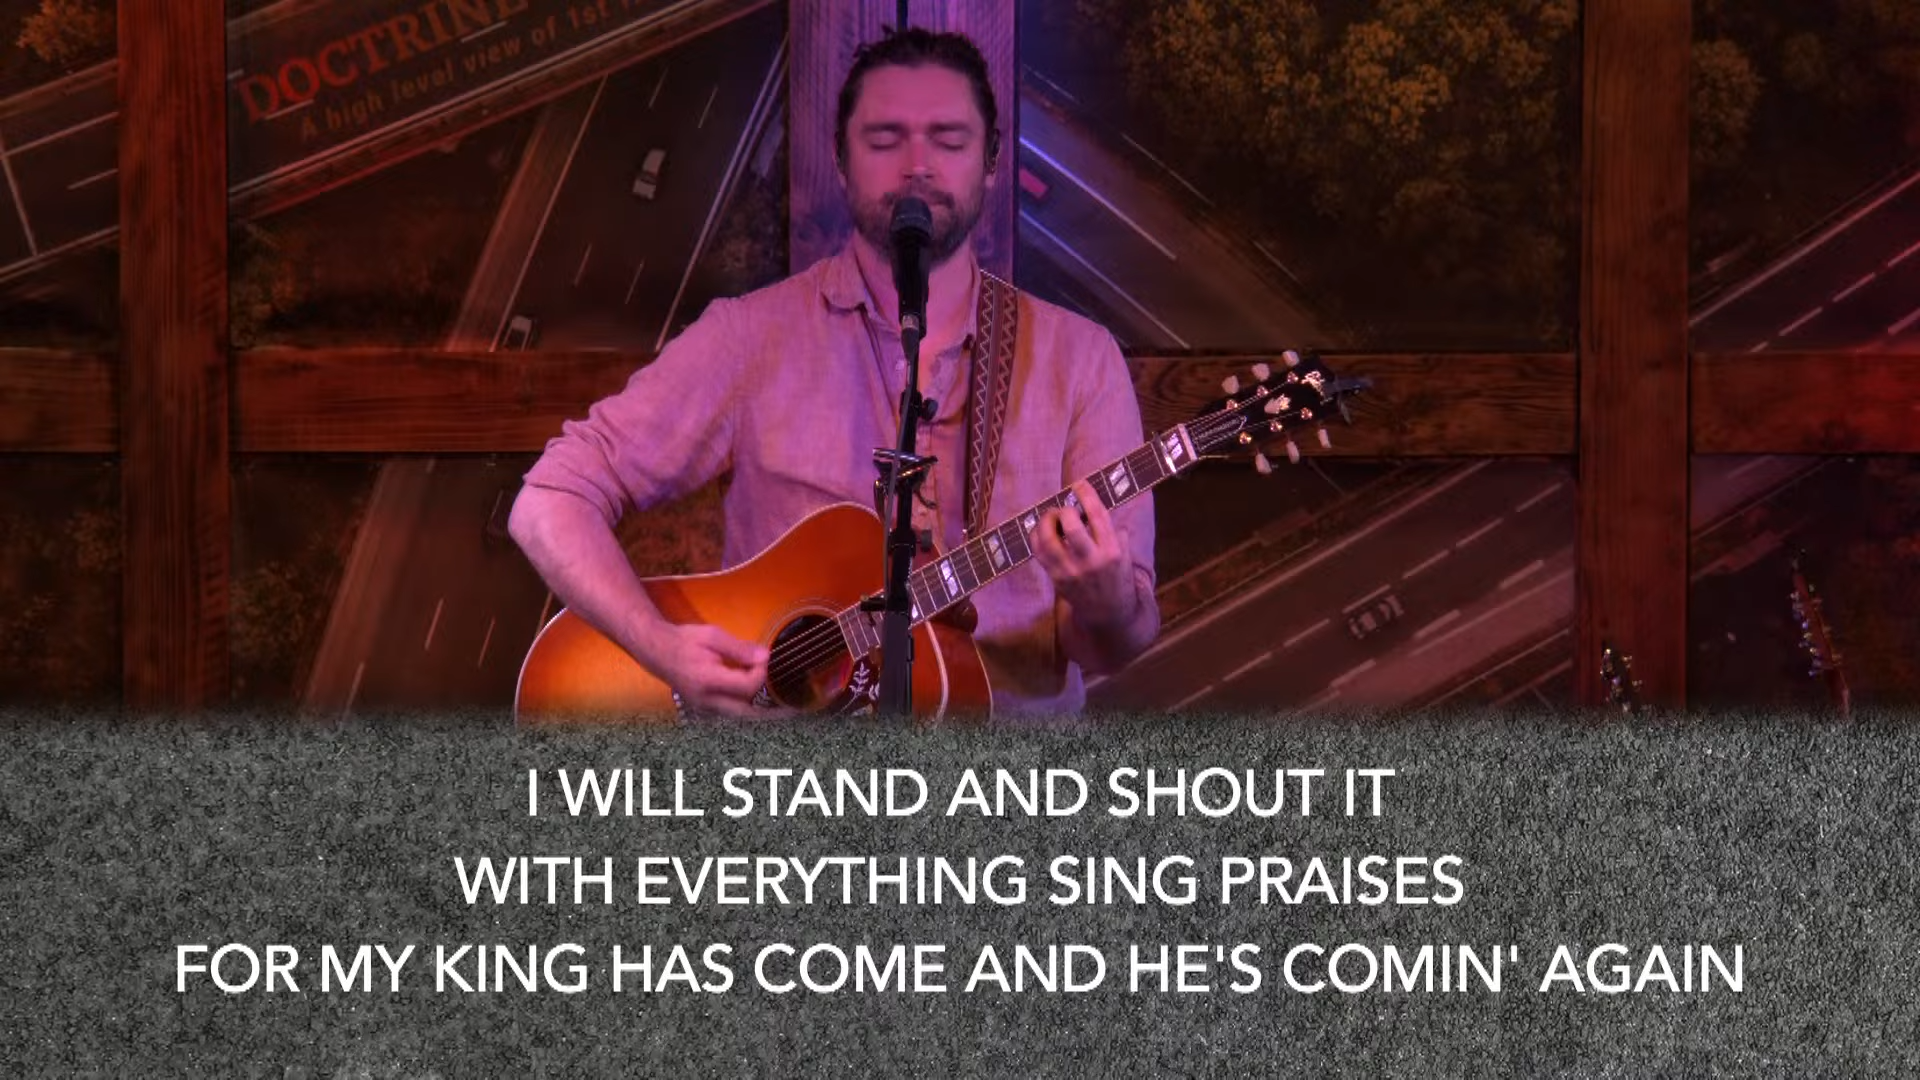 DOCTRINE
A high level view of 1st
I WILL STAND AND SHOUT IT
WITH EVERYTHING SING PRAISES
FOR MY KING HAS COME AND HE'S COMIN' AGAIN